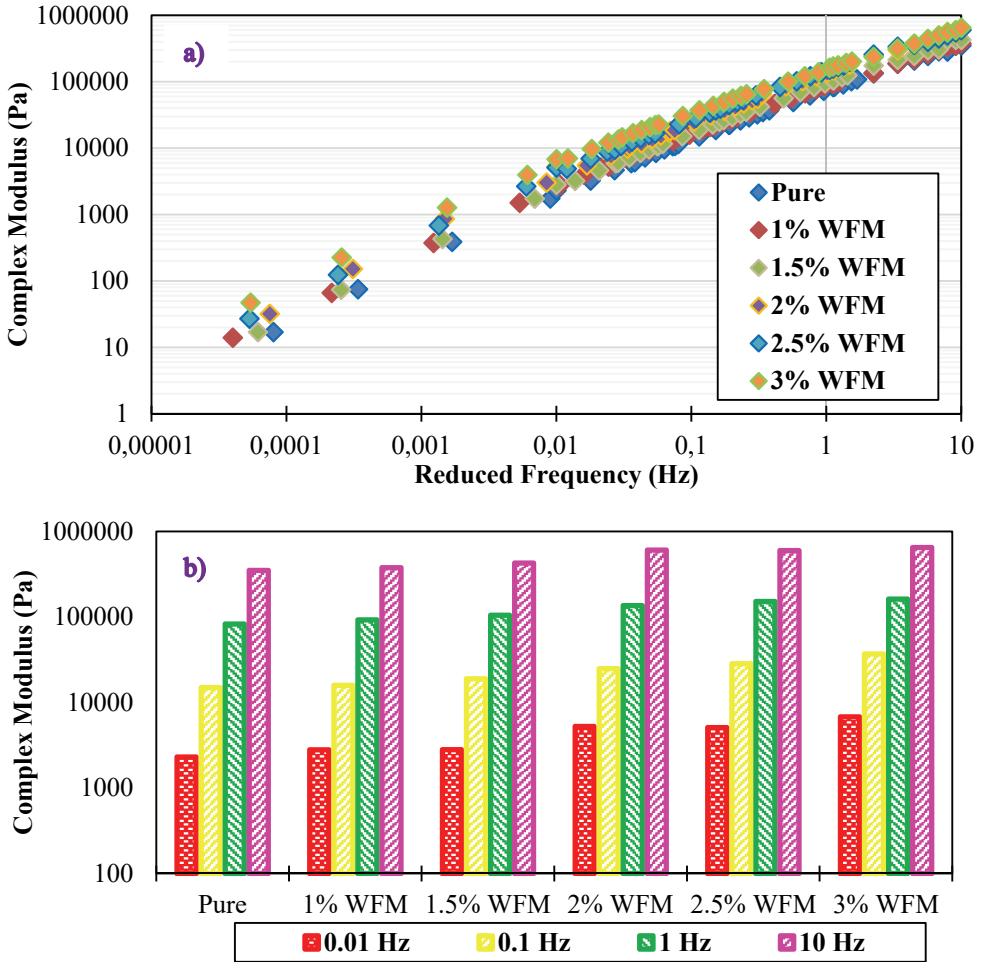 a)
Complex Modulus (Pa)
1000000
100000
10000
1000
100
10
1
0,00001
0,0001
0,001
0,01
0,1
1
10
Reduced Frequency (Hz)
Pure
1% WFM
1.5% WFM
2% WFM
2.5% WFM
3% WFM
b)
Complex Modulus (Pa)
1000000
100000
10000
1000
100
Pure
1% WFM
1.5% WFM
2% WFM
2.5% WFM
3% WFM
0.01 Hz
0.1 Hz
1 Hz
10 Hz